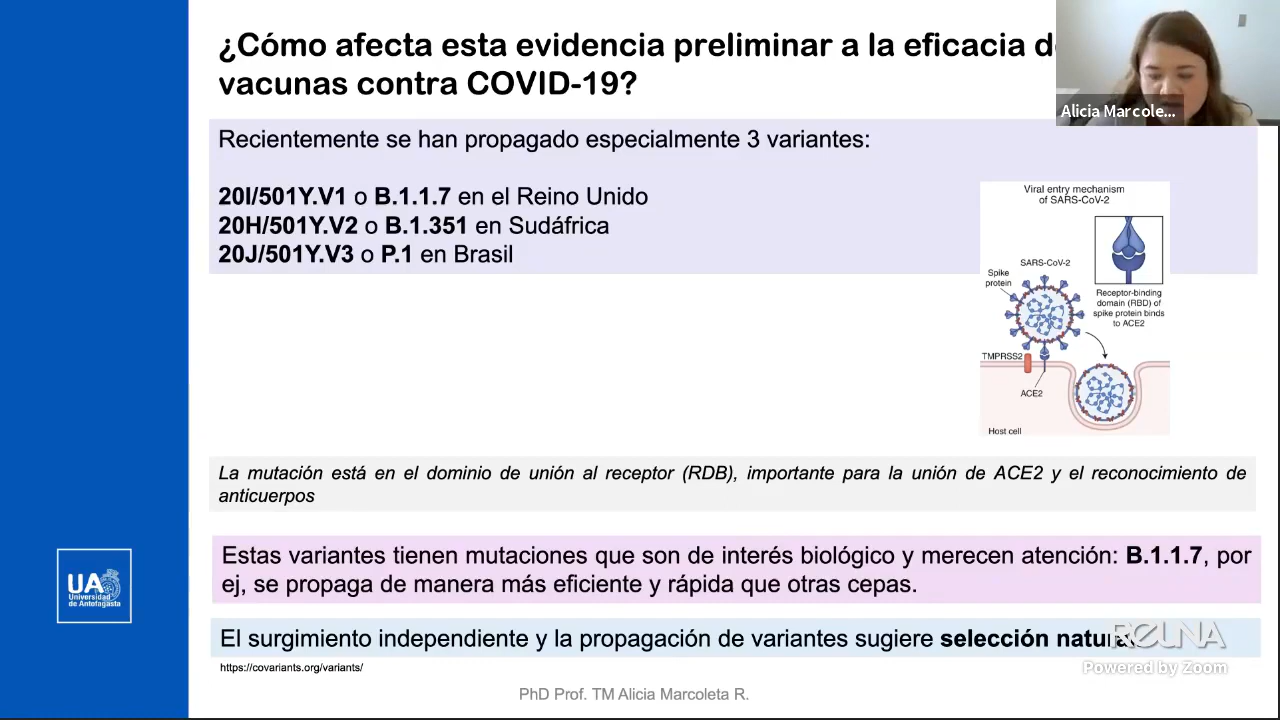 ¿Cómo afecta esta evidencia preliminar a la eficacia d
vacunas contra COVID-19?
Alicia Marcole...
Recientemente se han propagado especialmente 3 variantes:
20I/501Y.V1 o B.1.1.7 en el Reino Unido
20H/501Y.V2 o B.1.351 en Sudáfrica
20J/501Y.V3 o P.1 en Brasil
Viral entry mechanism
of SARS-CoV-2
SARS-CoV-2
Spike
protein
Receptor-binding
domain (RBD) of
spike protein binds
to ACE2
TMPRSS2
ACE2
Host cell
La mutación está en el dominio de unión al receptor (RDB), importante para la unión de ACE2 y el reconocimiento de
anticuerpos
Estas variantes tienen mutaciones que son de interés biológico y merecen atención: B.1.1.7, por
ej, se propaga de manera más eficiente y rápida que otras cepas.
UA
Universidad
de Antofagasta
El surgimiento independiente y la propagación de variantes sugiere selección natura
REUNA
Powered by Zoom
https://covariants.org/variants/
PhD Prof. TM Alicia Marcoleta R.